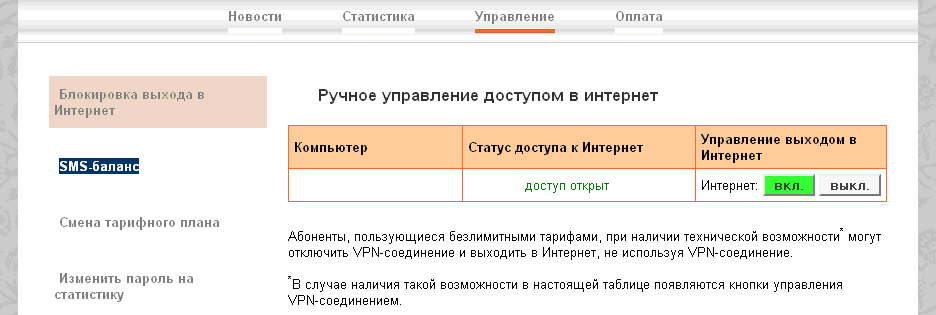 Новости Статистика Управление Оплата
Блокировка выхода в
Интернет
SMS-баланс
Смена тарифного плана
Изменить пароль на
статистику
Ручное управление доступом в интернет
Компьютер Статус доступа к Интернет Управление выходом в
Интернет
доступ открыт Интернет: вкл. выкл.
Абоненты, пользующиеся безлимитными тарифами, при наличии технической возможности* могут
отключить VPN-соединение и выходить в Интернет, не используя VPN-соединение.
*В случае наличия такой возможности в настоящей таблице появляются кнопки управления
VPN-соединением.